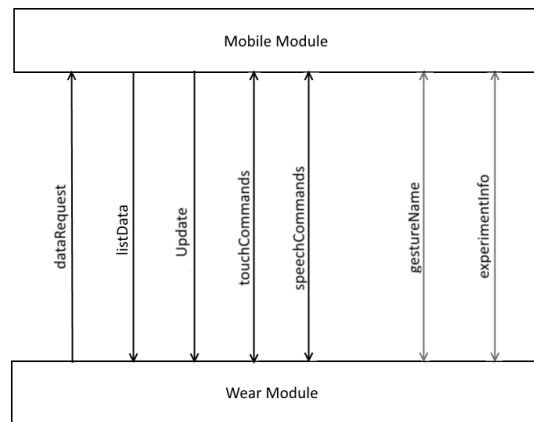 Mobile Module
dataRequest
listData
Update
touchCommands
speechCommands
gestureName
experimentInfo
Wear Module